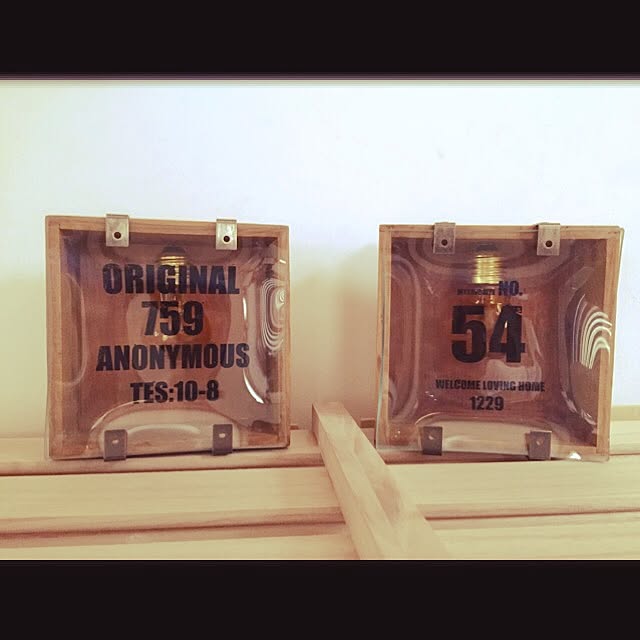 ORIGINAL
759
ANONYMOUS
TES:10-8
NO.
54
WELCOME LOVING HOME
1229